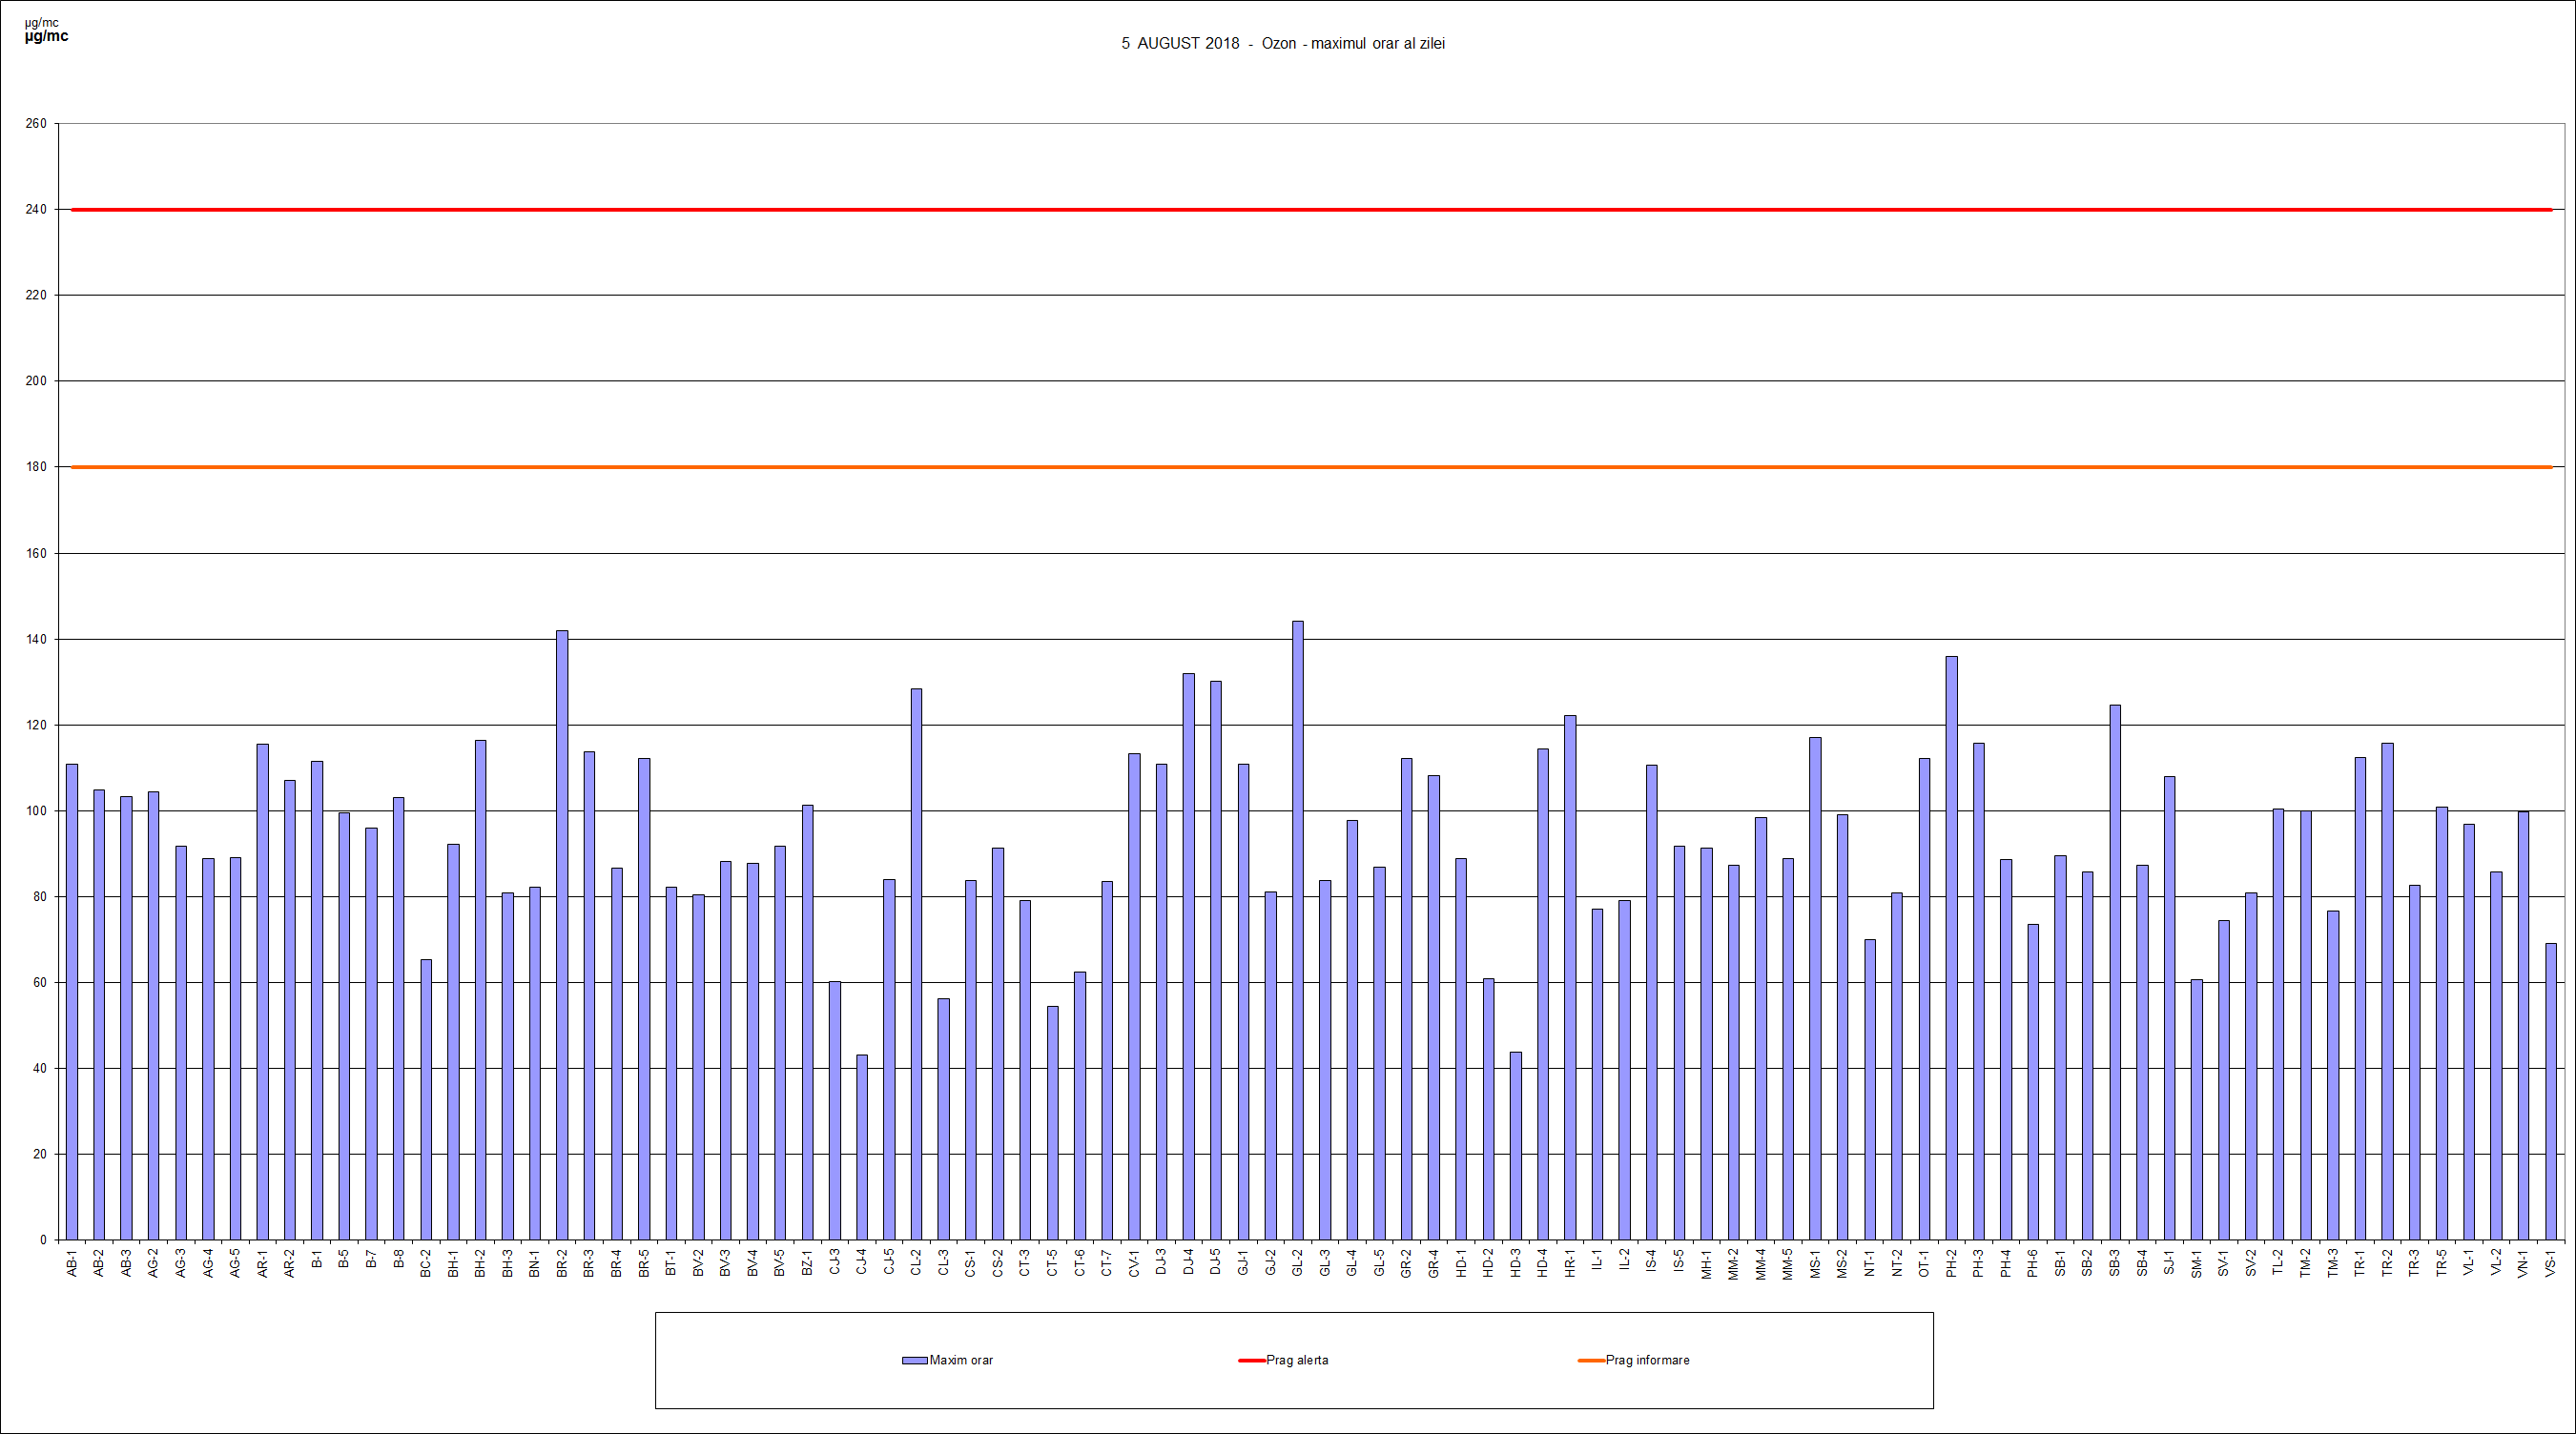 µg/mc
µg/mc
5 AUGUST 2018 - Ozon - maximul orar al zilei
260
240
220
200
180
160
140
120
100
80
60
40
20
0
AB-1
AB-2
AB-3
AG-2
AG-3
AG-4
AG-5
AR-1
AR-2
B-1
B-5
B-7
B-8
BC-2
BH-1
BH-2
BH-3
BN-1
BR-2
BR-3
BR-4
BR-5
BT-1
BV-2
BV-3
BV-4
BV-5
BZ-1
CJ-3
CJ-4
CJ-5
CL-2
CL-3
CS-1
CS-2
CT-3
CT-5
CT-6
CT-7
CV-1
DJ-3
DJ-4
DJ-5
GJ-1
GJ-2
GL-2
GL-3
GL-4
GL-5
GR-2
GR-4
HD-1
HD-2
HD-3
HD-4
HR-1
IL-1
IL-2
IS-4
IS-5
MH-1
MM-2
MM-4
MM-5
MS-1
MS-2
NT-1
NT-2
OT-1
PH-2
PH-3
PH-4
PH-6
SB-1
SB-2
SB-3
SB-4
SJ-1
SM-1
SV-1
SV-2
TL-2
TM-2
TM-3
TR-1
TR-2
TR-3
TR-5
VL-1
VL-2
VN-1
VS-1
Maxim orar
Prag alerta
Prag informare